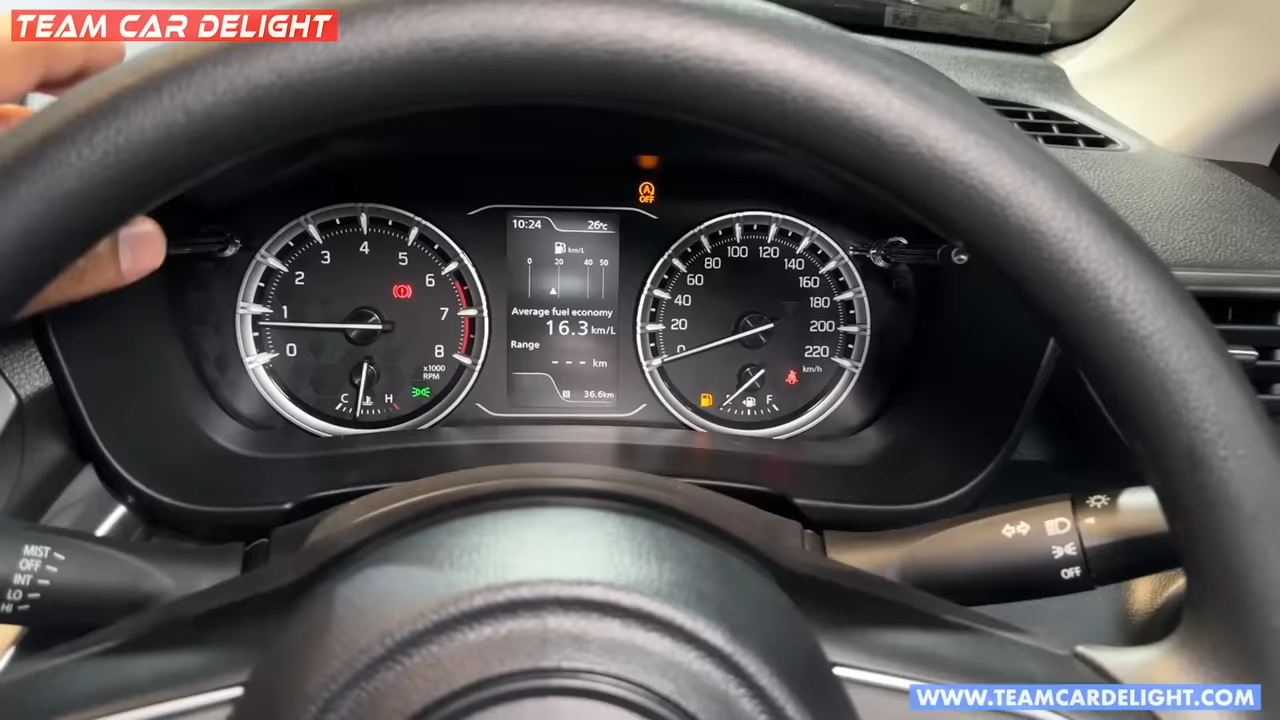 TEAM CAR DELIGHT
A
OFF
10:24 26°C
km/L
0 20 40 50
Average fuel economy
16.3 km/L
Range
--- km
B 36.6km
0 1 2 3 4 5 6 7 8
x1000
RPM
C H
0 20 40 60 80 100 120 140 160 180 200 220
km/h
F
MIST
OFF
INT
LO
HI
OFF
WWW.TEAMCARDELIGHT.COM